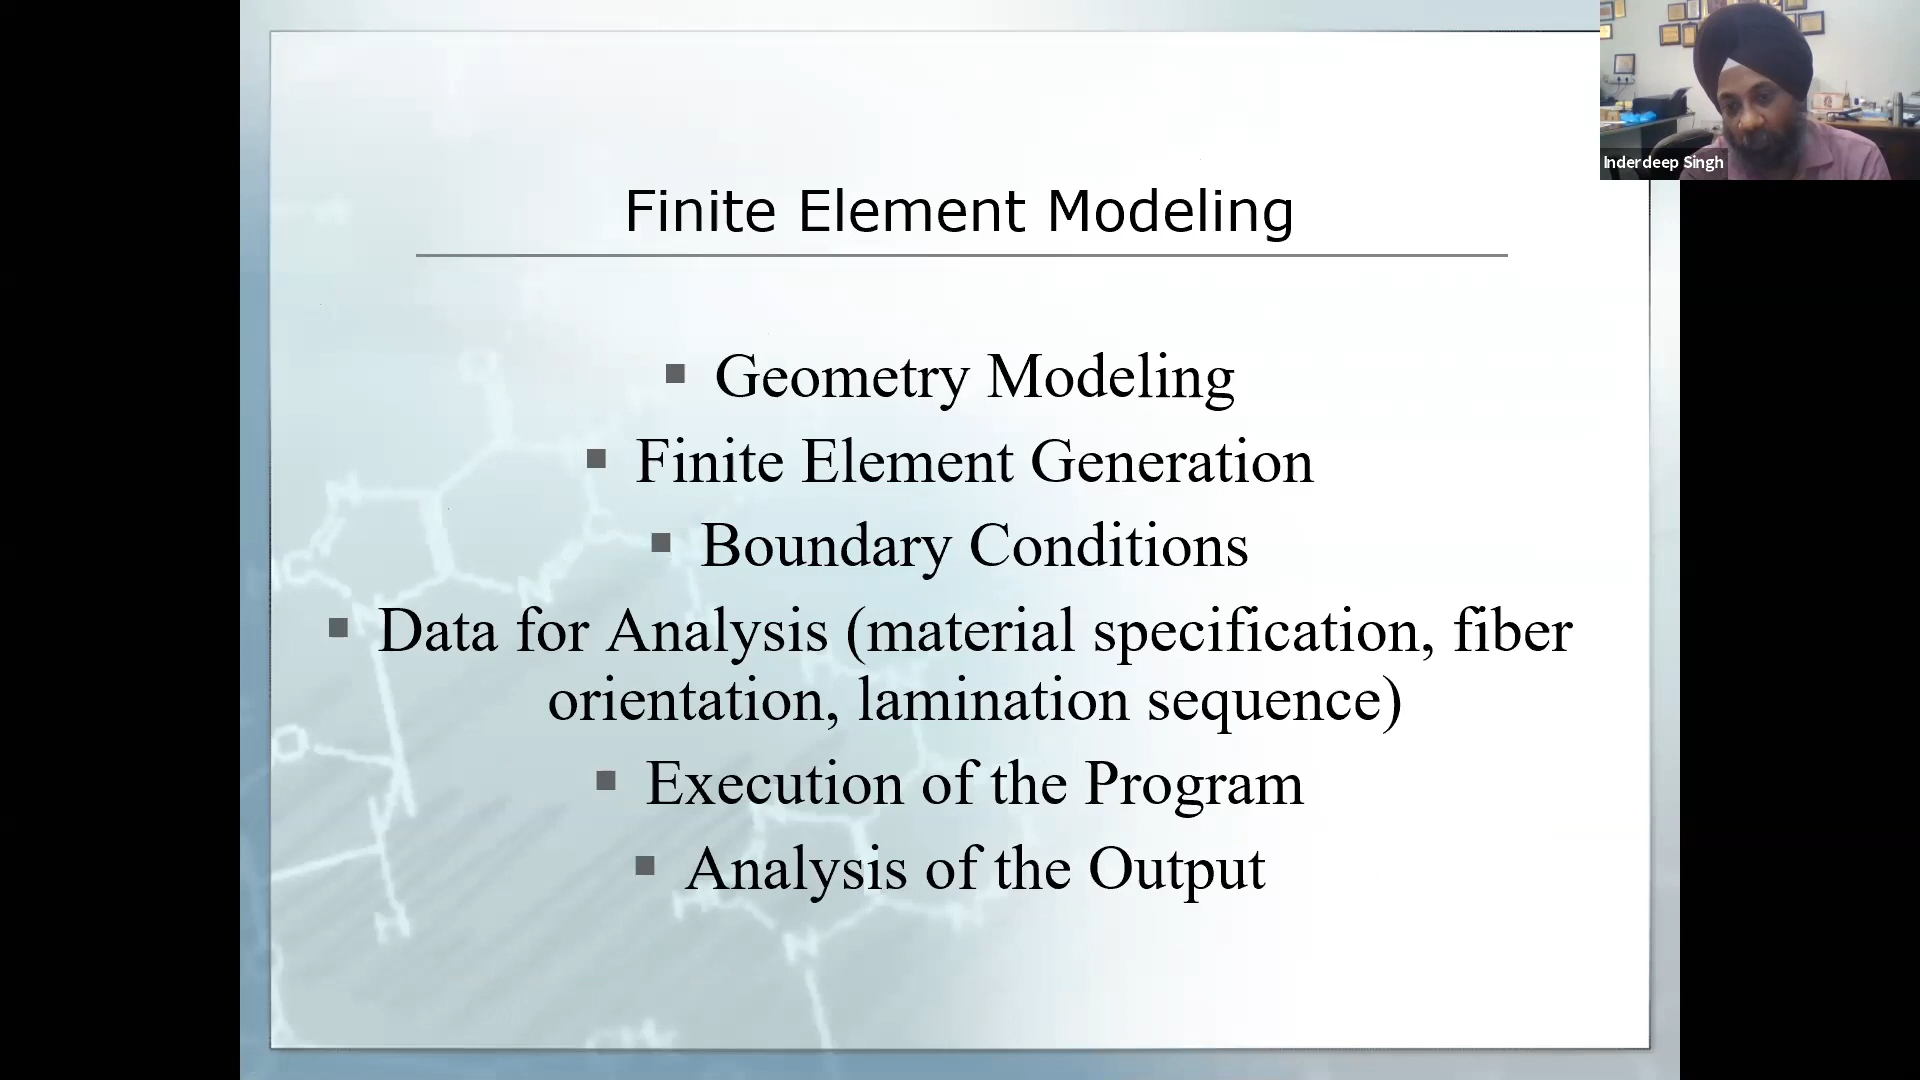 Finite Element Modeling
▪ Geometry Modeling
▪ Finite Element Generation
▪ Boundary Conditions
▪ Data for Analysis (material specification, fiber
orientation, lamination sequence)
▪ Execution of the Program
▪ Analysis of the Output
Inderdeep Singh